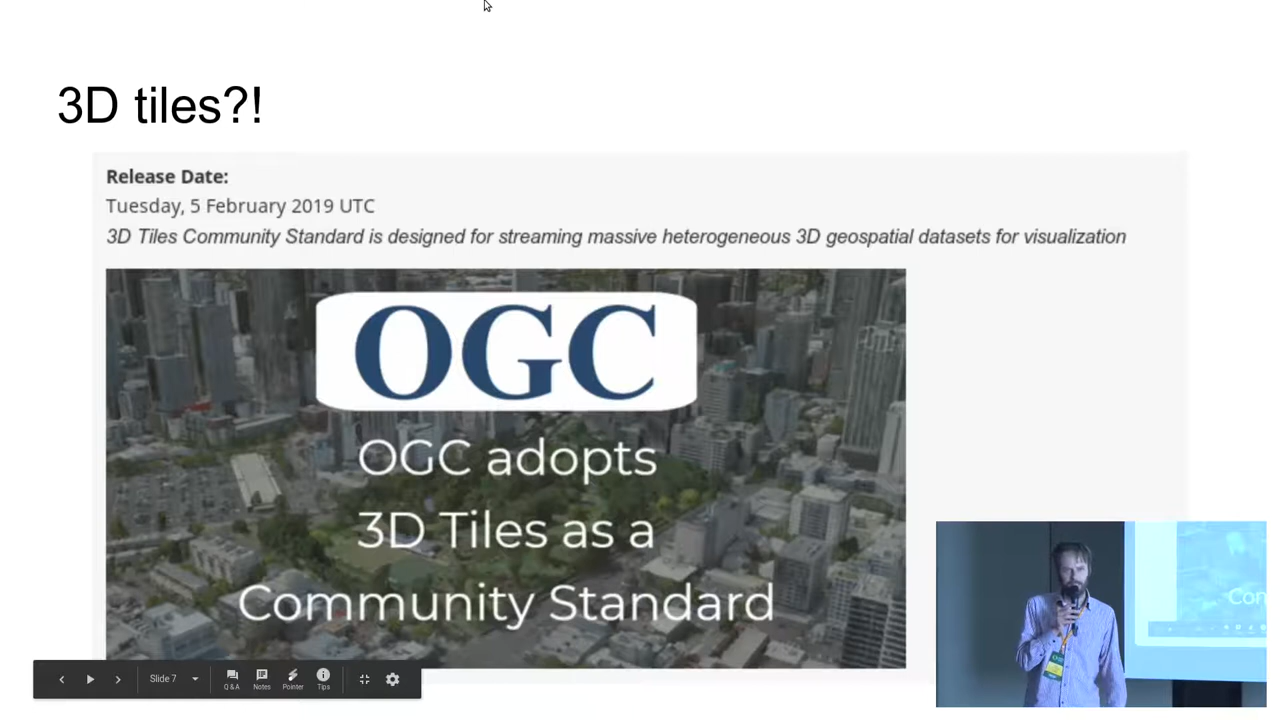 3D tiles?!
Release Date:
Tuesday, 5 February 2019 UTC
3D Tiles Community Standard is designed for streaming massive heterogeneous 3D geospatial datasets for visualization
OGC
OGC adopts
3D Tiles as a
Community Standard
Slide 7
Q&A
Notes
Pointer
Tips
Con